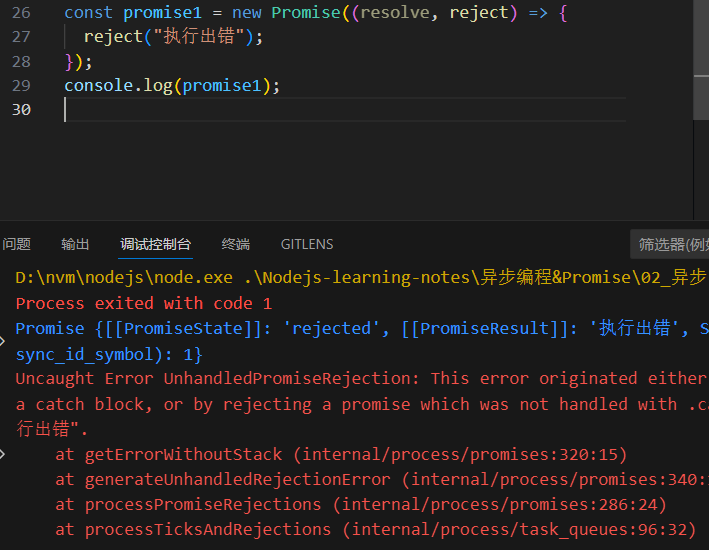 26 const promise1 = new Promise((resolve, reject) => {
27 reject("执行出错");
28 });
29 console.log(promise1);
30
问题 输出 调试控制台 终端 GITLENS 筛选器(例如
D:\nvm\nodejs\node.exe .\Nodejs-learning-notes\异步编程&Promise\02_异步
Process exited with code 1
Promise {[[PromiseState]]: 'rejected', [[PromiseResult]]: '执行出错', S
sync_id_symbol): 1}
Uncaught Error UnhandledPromiseRejection: This error originated either
a catch block, or by rejecting a promise which was not handled with .ca
行出错".
at getErrorWithoutStack (internal/process/promises:320:15)
at generateUnhandledRejectionError (internal/process/promises:340:
at processPromiseRejections (internal/process/promises:286:24)
at processTicksAndRejections (internal/process/task_queues:96:32)